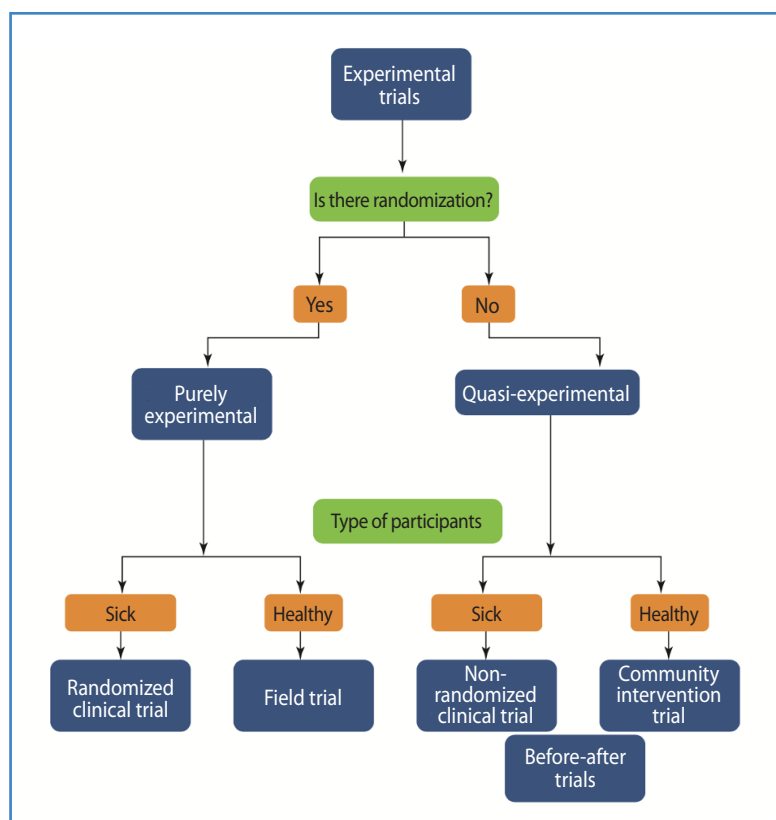 Experimental
trials
Is there randomization?
Yes
No
Purely
experimental
Quasi-experimental
Type of participants
Sick
Healthy
Sick
Healthy
Randomized
clinical trial
Field trial
Non-
randomized
clinical trial
Community
intervention
trial
Before-after
trials